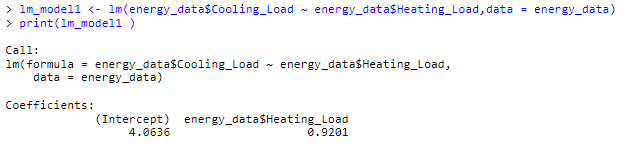 > lm_model1 <- lm(energy_data$Cooling_Load ~ energy_data$Heating_Load,data = energy_data)
> print(lm_model1 )
Call:
lm(formula = energy_data$Cooling_Load ~ energy_data$Heating_Load,
    data = energy_data)
Coefficients:
             (Intercept)  energy_data$Heating_Load
                  4.0636                    0.9201